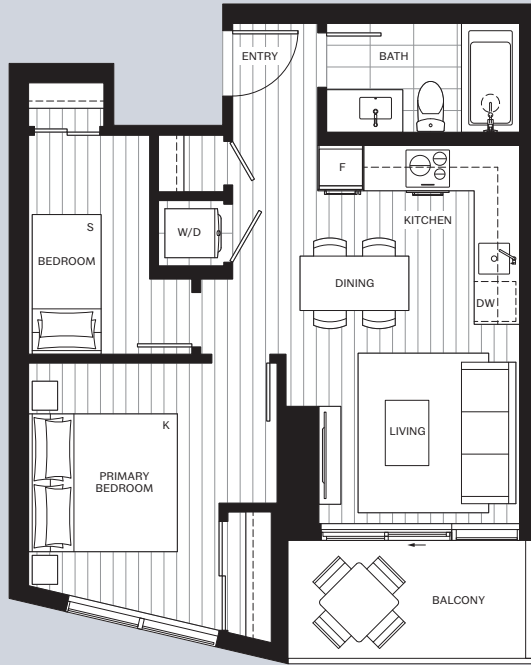 ENTRY
BATH
F
KITCHEN
S
W/D
BEDROOM
DINING
DW
K
LIVING
PRIMARY
BEDROOM
BALCONY